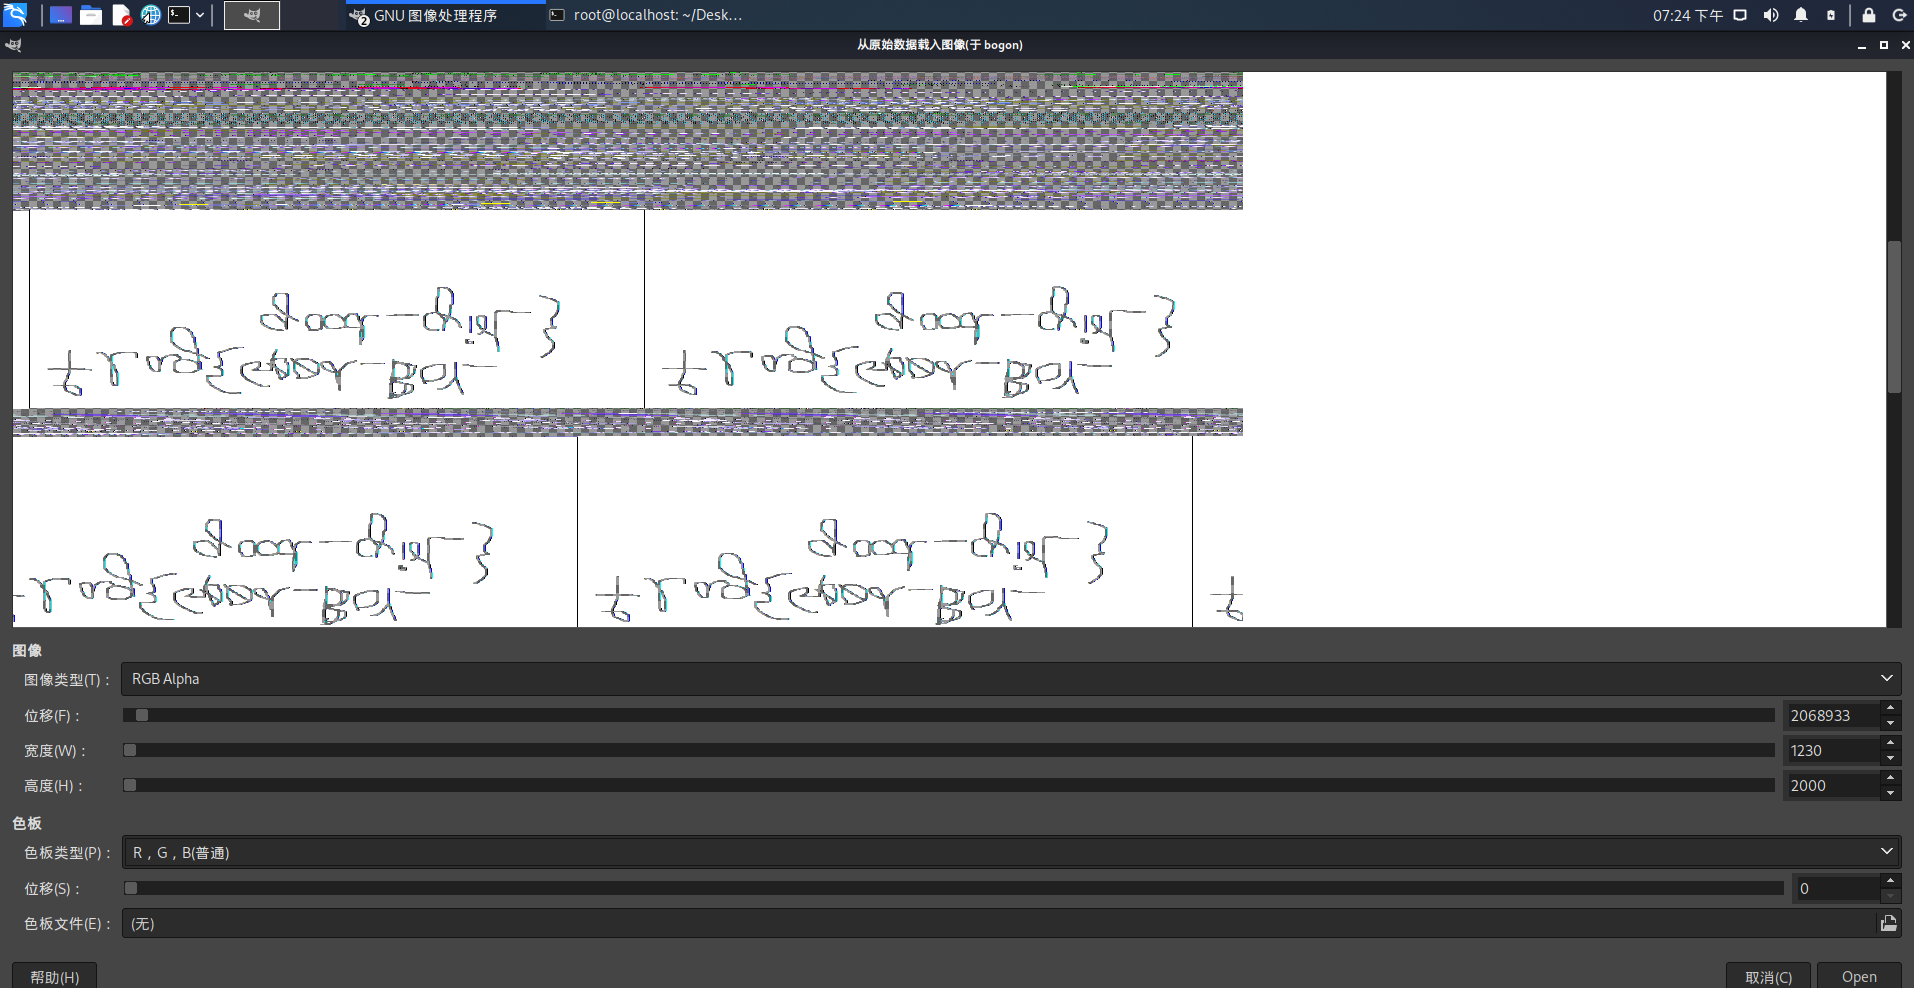 GNU 图像处理程序
2
root@localhost: ~/Desk...
07:24 下午
从原始数据载入图像(于 bogon)
图像
图像类型(T)：
RGB Alpha
位移(F)：
2068933
宽度(W)：
1230
高度(H)：
2000
色板
色板类型(P)：
R，G，B(普通)
位移(S)：
0
色板文件(E)：
(无)
帮助(H)
取消(C)
Open